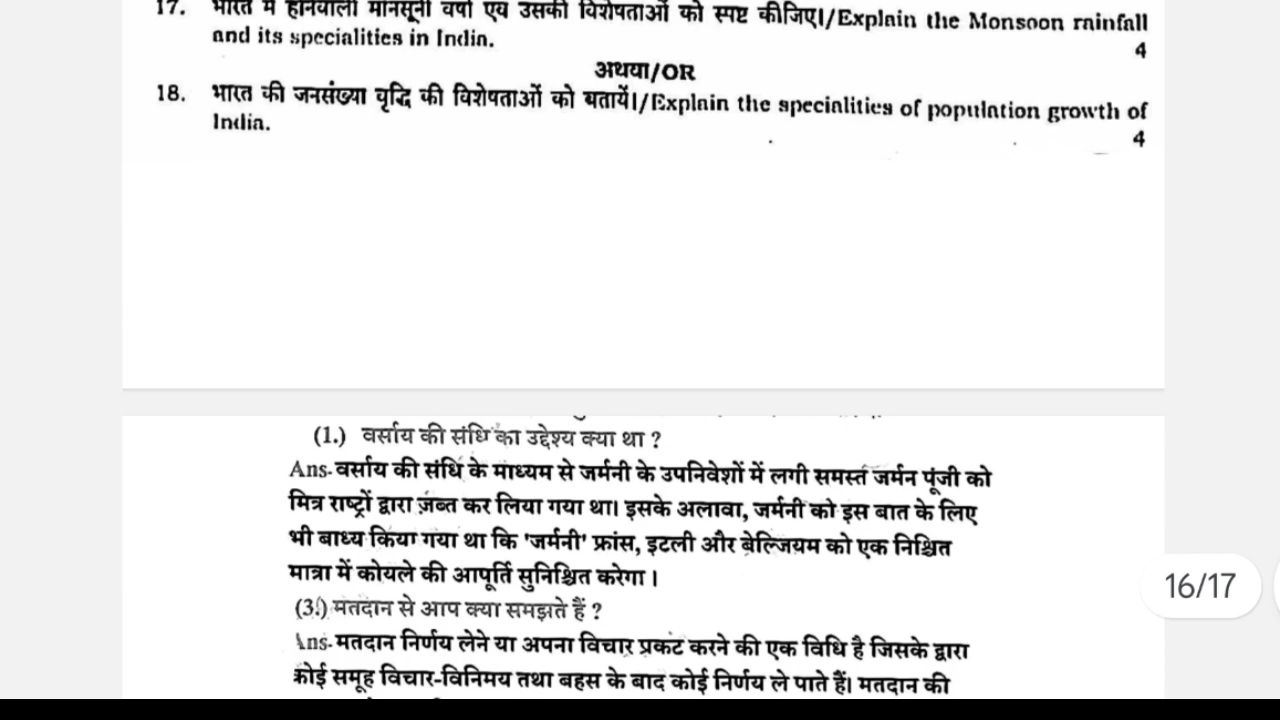 17. भारत में होनेवाली मानसूनी वर्षा एवं उसकी विशेषताओं को स्पष्ट कीजिए।/Explain the Monsoon rainfall
and its specialities in India.
4
अथवा/OR
18. भारत की जनसंख्या वृद्धि की विशेषताओं को बतायें।/Explain the specialities of population growth of
India.
4
(1.) वर्साय की संधि का उद्देश्य क्या था ?
Ans-वर्साय की संधि के माध्यम से जर्मनी के उपनिवेशों में लगी समस्त जर्मन पूंजी को
मित्र राष्ट्रों द्वारा ज़ब्त कर लिया गया था। इसके अलावा, जर्मनी को इस बात के लिए
भी बाध्य किया गया था कि 'जर्मनी' फ्रांस, इटली और बेल्जियम को एक निश्चित
मात्रा में कोयले की आपूर्ति सुनिश्चित करेगा।
16/17
(3.) मतदान से आप क्या समझते हैं ?
Ans-मतदान निर्णय लेने या अपना विचार प्रकट करने की एक विधि है जिसके द्वारा
कोई समूह विचार-विनिमय तथा बहस के बाद कोई निर्णय ले पाते हैं। मतदान की